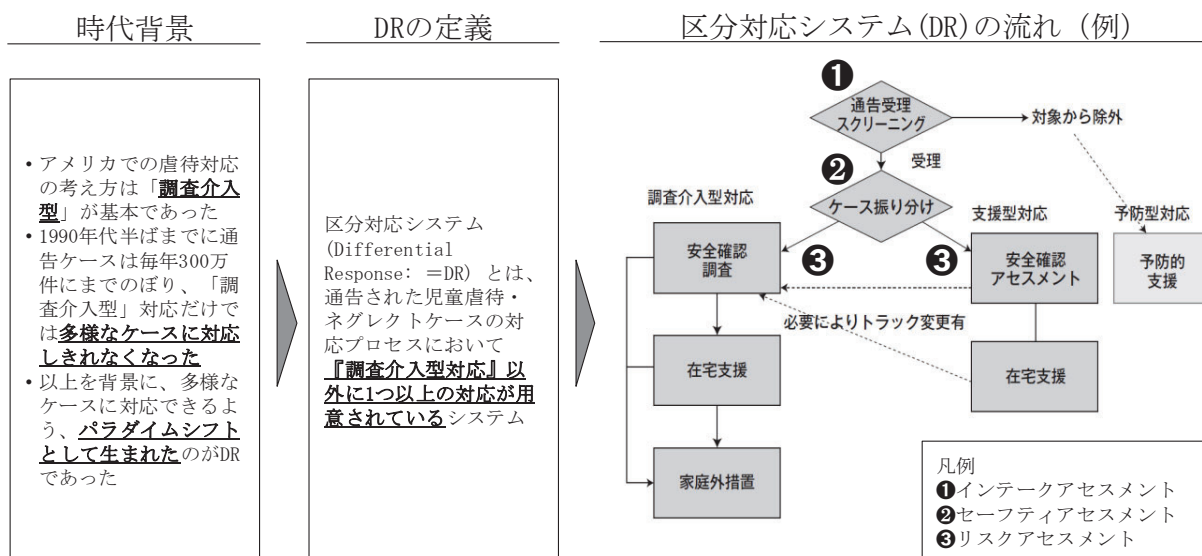 時代背景
DRの定義
区分対応システム(DR)の流れ（例）
• アメリカでの虐待対応
の考え方は「調査介入
型」が基本であった
• 1990年代半ばまでに通
告ケースは毎年300万
件にまでのぼり、「調
査介入型」対応だけで
は多様なケースに対応
しきれなくなった
• 以上を背景に、多様な
ケースに対応できるよ
う、パラダイムシフト
として生まれたのがDR
であった
区分対応システム
(Differential
Response: ＝DR) とは、
通告された児童虐待・
ネグレクトケースの対
応プロセスにおいて
『調査介入型対応』以
外に1つ以上の対応が用
意されているシステム
❶
通告受理
スクリーニング
対象から除外
受理
❷
ケース振り分け
調査介入型対応
支援型対応
予防型対応
❸
❸
安全確認
調査
安全確認
アセスメント
予防的
支援
必要によりトラック変更有
在宅支援
在宅支援
家庭外措置
凡例
❶インテークアセスメント
❷セーフティアセスメント
❸リスクアセスメント